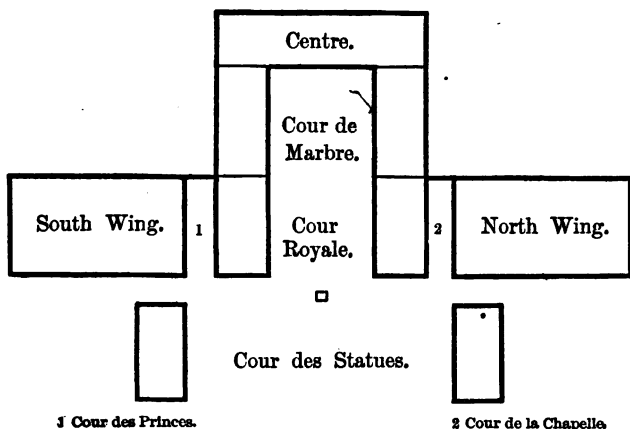 Centre.
Cour de
Marbre.
South Wing.
1
Cour
Royale.
2
North Wing.
Cour des Statues.
1 Cour des Princes.
2 Cour de la Chapelle.